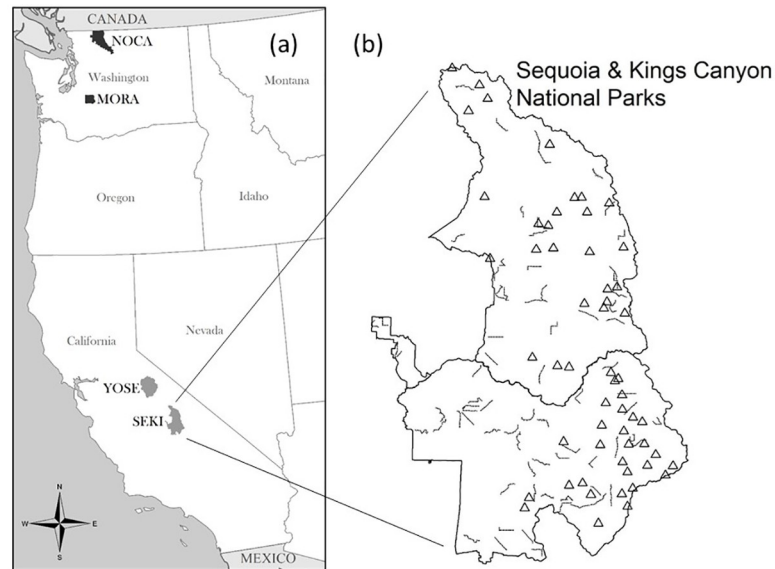 CANADA
(a)
(b)
NOCA
Washington
Montana
MORA
Sequoia & Kings Canyon
National Parks
Oregon
Idaho
California
Nevada
YOSE
SEKI
N
W
E
S
MEXICO